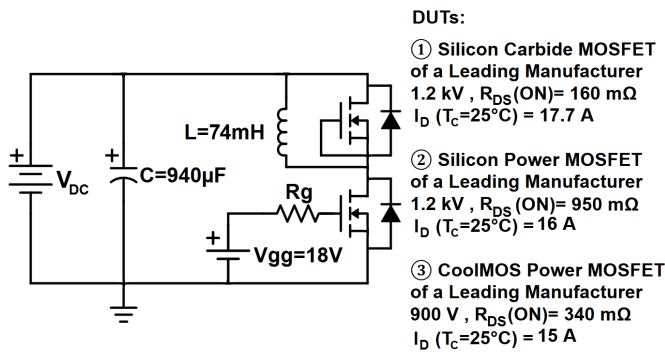 DUTs:
① Silicon Carbide MOSFET
of a Leading Manufacturer
1.2 kV , RDS(ON)= 160 mΩ
ID (TC=25°C) = 17.7 A
② Silicon Power MOSFET
of a Leading Manufacturer
1.2 kV , RDS(ON)= 950 mΩ
ID (TC=25°C) = 16 A
③ CoolMOS Power MOSFET
of a Leading Manufacturer
900 V , RDS(ON)= 340 mΩ
ID (TC=25°C) = 15 A
L=74mH
+
VDC
+
C=940µF
Rg
+
Vgg=18V